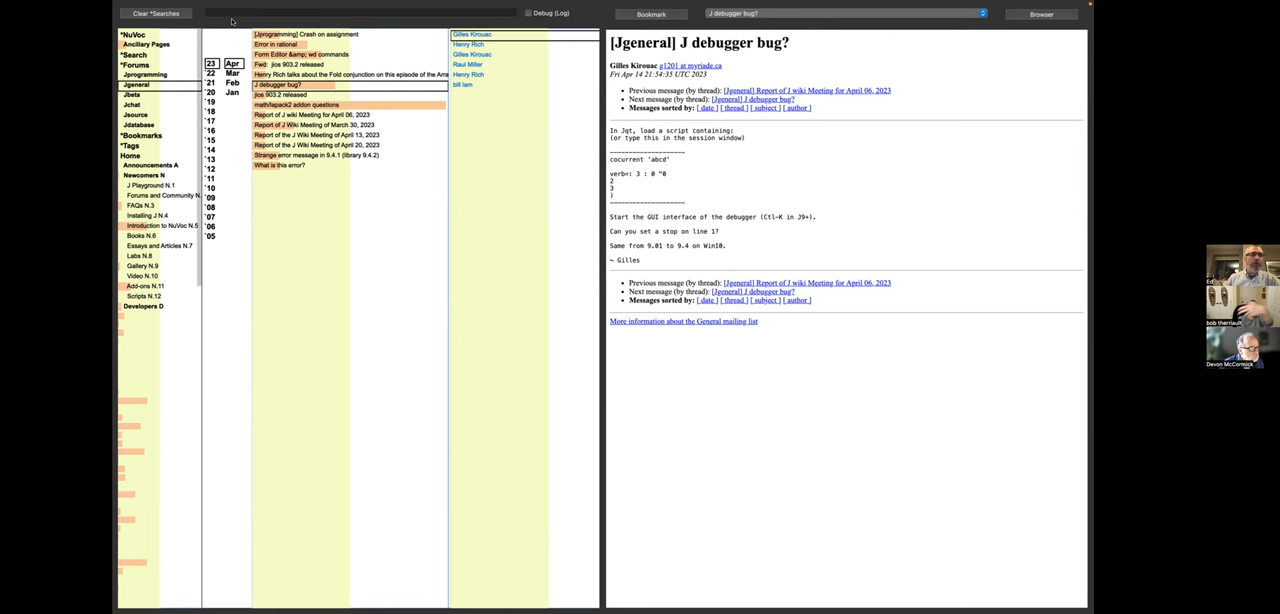 Clear *Searches
Debug (Log)
Bookmark
J debugger bug?
Browser
*NuVoc
Ancillary Pages
*Search
*Forums
Jprogramming
Jgeneral
Jbeta
Jchat
Jsource
Jdatabase
*Bookmarks
*Tags
Home
Announcements A
Newcomers N
J Playground N.1
Forums and Community N.
FAQs N.3
Installing J N.4
Introduction to NuVoc N.5
Books N.6
Essays and Articles N.7
Labs N.8
Gallery N.9
Video N.10
Add-ons N.11
Scripts N.12
Developers D
23
'22
'21
'20
'19
'18
'17
'16
'15
'14
'13
'12
'11
'10
'09
'08
'07
'06
'05
Apr
Mar
Feb
Jan
[Jprogramming] Crash on assignment
Error in rational
Form Editor &amp; wd commands
Fwd: jios 903.2 released
Henry Rich talks about the Fold conjunction on this episode of the Arra
J debugger bug?
jios 903.2 released
math/lapack2 addon questions
Report of J wiki Meeting for April 06, 2023
Report of J Wiki Meeting of March 30, 2023
Report of the J Wiki Meeting of April 13, 2023
Report of the J Wiki Meeting of April 20, 2023
Strange error message in 9.4.1 (library 9.4.2)
What is this error?
Gilles Kirouac
Henry Rich
Gilles Kirouac
Raul Miller
Henry Rich
bill lam
[Jgeneral] J debugger bug?
Gilles Kirouac g1201 at myriade.ca
Fri Apr 14 21:54:35 UTC 2023
• Previous message (by thread): [Jgeneral] Report of J wiki Meeting for April 06, 2023
• Next message (by thread): [Jgeneral] J debugger bug?
• Messages sorted by: [ date ] [ thread ] [ subject ] [ author ]
In Jqt, load a script containing:
(or type this in the session window)
--------------------
cocurrent 'abcd'
verb=: 3 : 0 "0
2
3
)
--------------------
Start the GUI interface of the debugger (Ctl-K in J9+).
Can you set a stop on line 1?
Same from 9.01 to 9.4 on Win10.
~ Gilles
• Previous message (by thread): [Jgeneral] Report of J wiki Meeting for April 06, 2023
• Next message (by thread): [Jgeneral] J debugger bug?
• Messages sorted by: [ date ] [ thread ] [ subject ] [ author ]
More information about the General mailing list
Ed
bob therriault
Devon McCormick